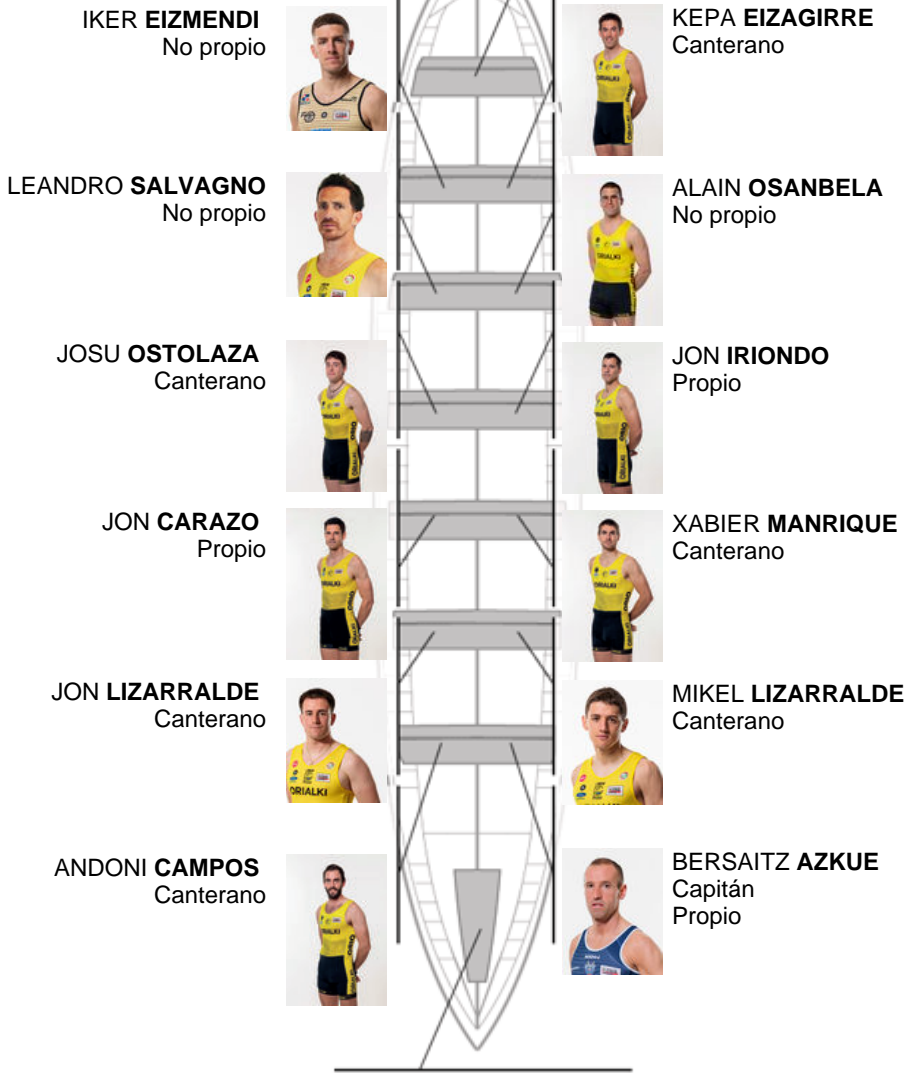 IKER EIZMENDI
No propio
KEPA EIZAGIRRE
Canterano
LEANDRO SALVAGNO
No propio
ALAIN OSANBELA
No propio
JOSU OSTOLAZA
Canterano
JON IRIONDO
Propio
JON CARAZO
Propio
XABIER MANRIQUE
Canterano
JON LIZARRALDE
Canterano
MIKEL LIZARRALDE
Canterano
ANDONI CAMPOS
Canterano
BERSAITZ AZKUE
Capitán
Propio
ORIALKI